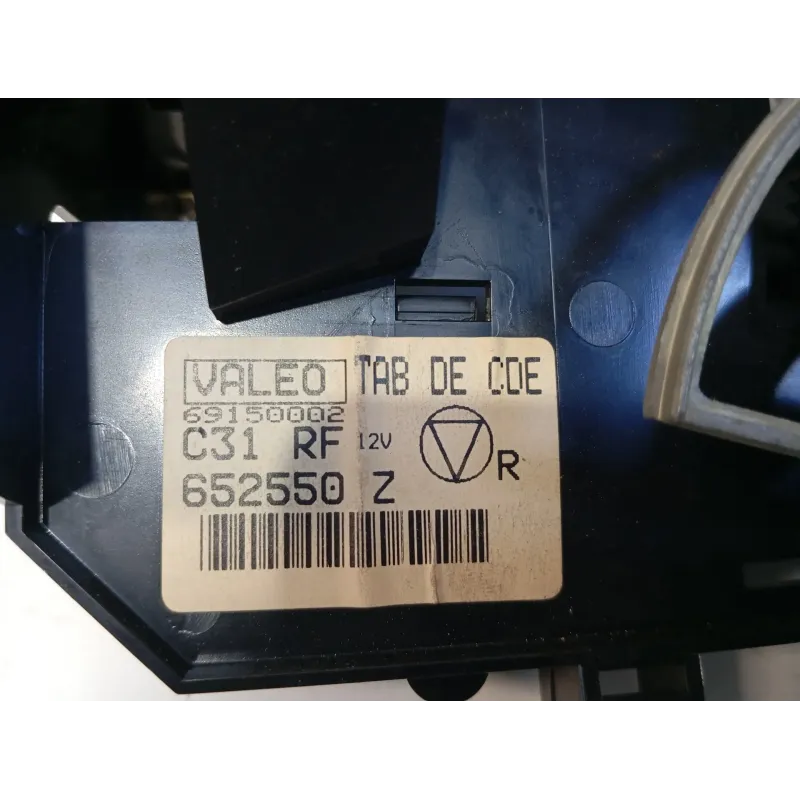 VALEO TAB DE CDE
69150002
C31 RF 12V
R
652550 Z